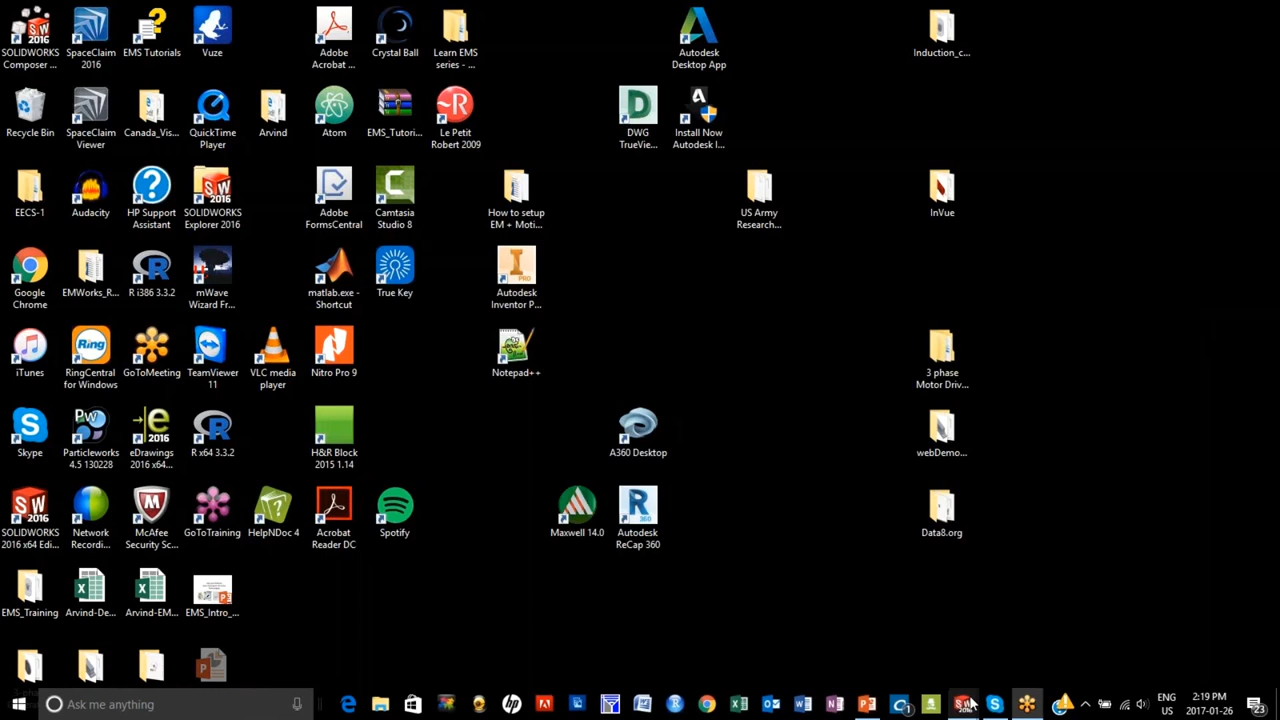 SOLIDWORKS
Composer ...
SpaceClaim
2016
EMS Tutorials
Vuze
Adobe
Acrobat ...
Crystal Ball
Learn EMS
series - ...
Autodesk
Desktop App
Induction_c...
Recycle Bin
SpaceClaim
Viewer
Canada_Vis...
QuickTime
Player
Arvind
Atom
EMS_Tutori...
Le Petit
Robert 2009
DWG
TrueVie...
Install Now
Autodesk I...
EECS-1
Audacity
HP Support
Assistant
SOLIDWORKS
Explorer 2016
Adobe
FormsCentral
Camtasia
Studio 8
How to setup
EM + Moti...
US Army
Research...
InVue
Google
Chrome
EMWorks_R...
R i386 3.3.2
mWave
Wizard Fr...
matlab.exe -
Shortcut
True Key
Autodesk
Inventor P...
iTunes
RingCentral
for Windows
GoToMeeting
TeamViewer
11
VLC media
player
Nitro Pro 9
Notepad++
3 phase
Motor Driv...
Skype
Particleworks
4.5 130228
eDrawings
2016 x64...
R x64 3.3.2
H&R Block
2015 1.14
A360 Desktop
webDemo...
SOLIDWORKS
2016 x64 Edi...
Network
Recordi...
McAfee
Security Sc...
GoToTraining
HelpNDoc 4
Acrobat
Reader DC
Spotify
Maxwell 14.0
Autodesk
ReCap 360
Data8.org
EMS_Training
Arvind-De...
Arvind-EM...
EMS_Intro_...
Ask me anything
ENG
US
2:19 PM
2017-01-26
23